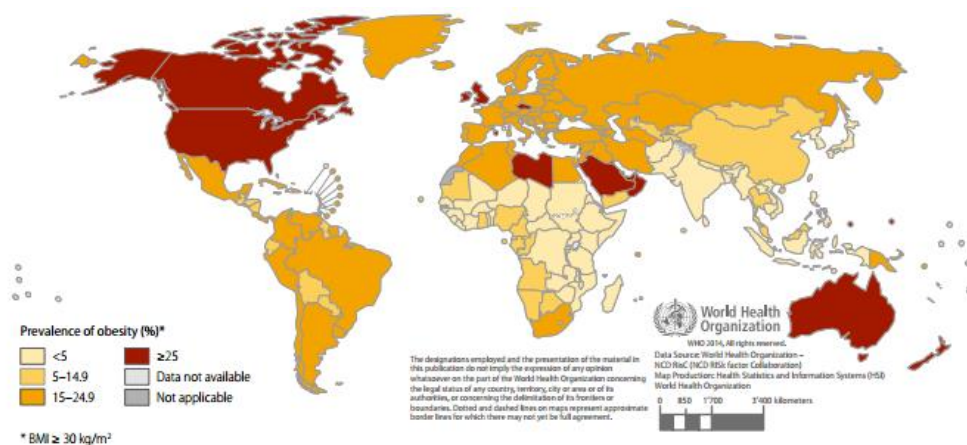 Prevalence of obesity (%)*
<5
5–14.9
15–24.9
≥25
Data not available
Not applicable
* BMI ≥ 30 kg/m²
The designations employed and the presentation of the material in
this publication do not imply the expression of any opinion
whatsoever on the part of the World Health Organization concerning
the legal status of any country, territory, city or area or of its
authorities, or concerning the delimitation of its frontiers or
boundaries. Dotted and dashed lines on maps represent approximate
border lines for which there may not yet be full agreement.
World Health
Organization
WHO 2014, All rights reserved.
Data Source: World Health Organization –
NCD RisC (NCD RISk factor Collaboration)
Map Production: Health Statistics and Information Systems (HSI)
World Health Organization
0 850 1'700 3'400 kilometers